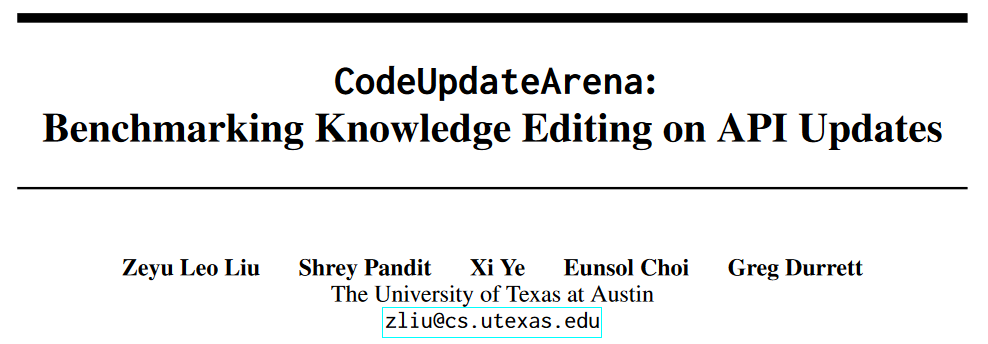 CodeUpdateArena:
Benchmarking Knowledge Editing on API Updates
Zeyu Leo Liu Shrey Pandit Xi Ye Eunsol Choi Greg Durrett
The University of Texas at Austin
zliu@cs.utexas.edu